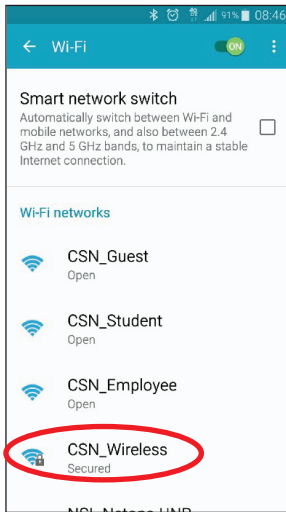 91% 08:46
Wi-Fi ON
Smart network switch
Automatically switch between Wi-Fi and
mobile networks, and also between 2.4
GHz and 5 GHz bands, to maintain a stable
Internet connection.
Wi-Fi networks
CSN_Guest
Open
CSN_Student
Open
CSN_Employee
Open
CSN_Wireless
Secured